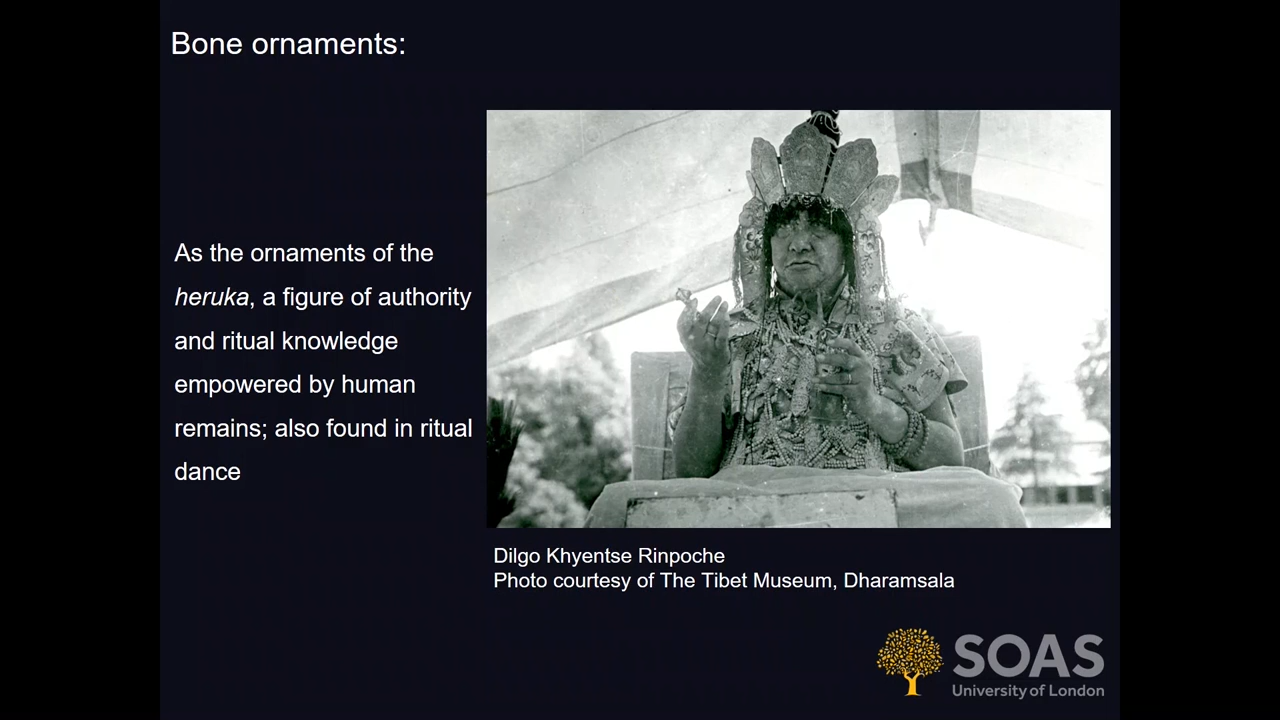 Bone ornaments:
As the ornaments of the
heruka, a figure of authority
and ritual knowledge
empowered by human
remains; also found in ritual
dance
Dilgo Khyentse Rinpoche
Photo courtesy of The Tibet Museum, Dharamsala
SOAS
University of London